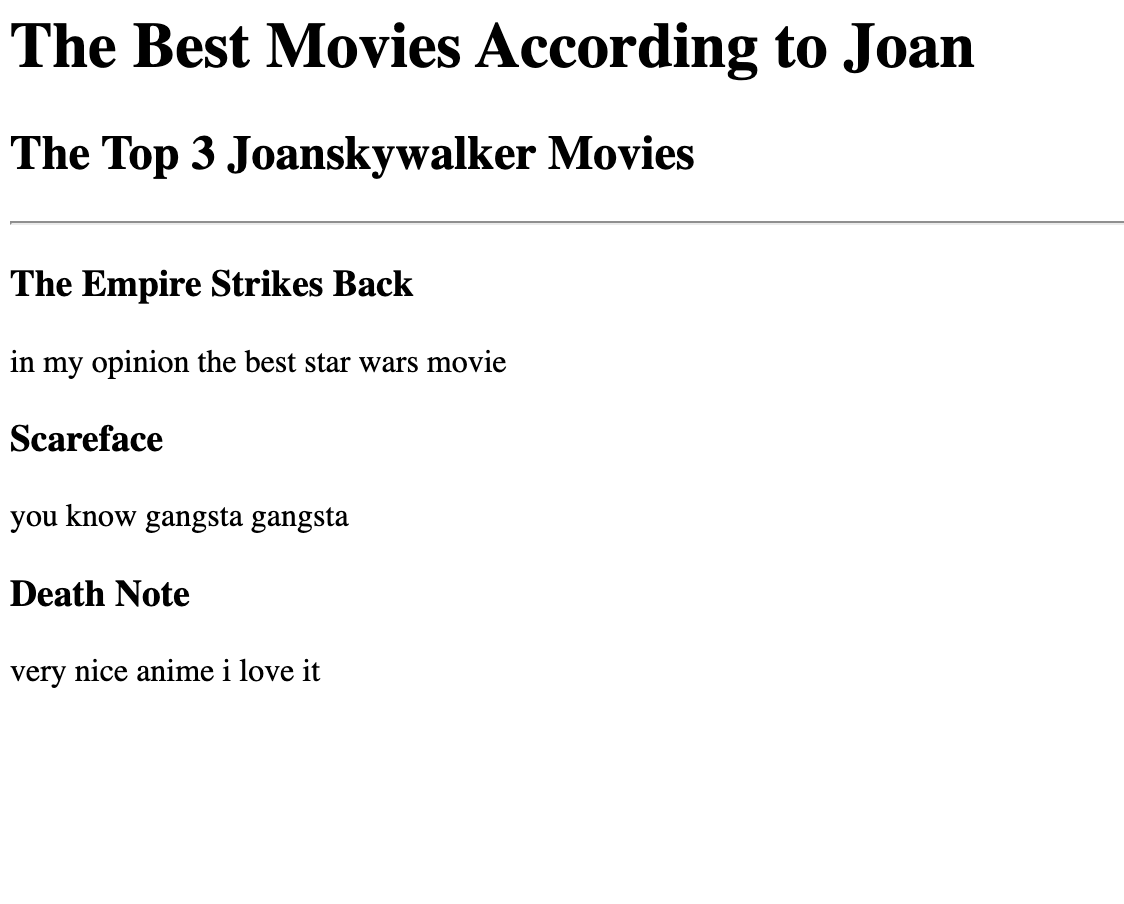 The Best Movies According to Joan
The Top 3 Joanskywalker Movies
The Empire Strikes Back
in my opinion the best star wars movie
Scareface
you know gangsta gangsta
Death Note
very nice anime i love it